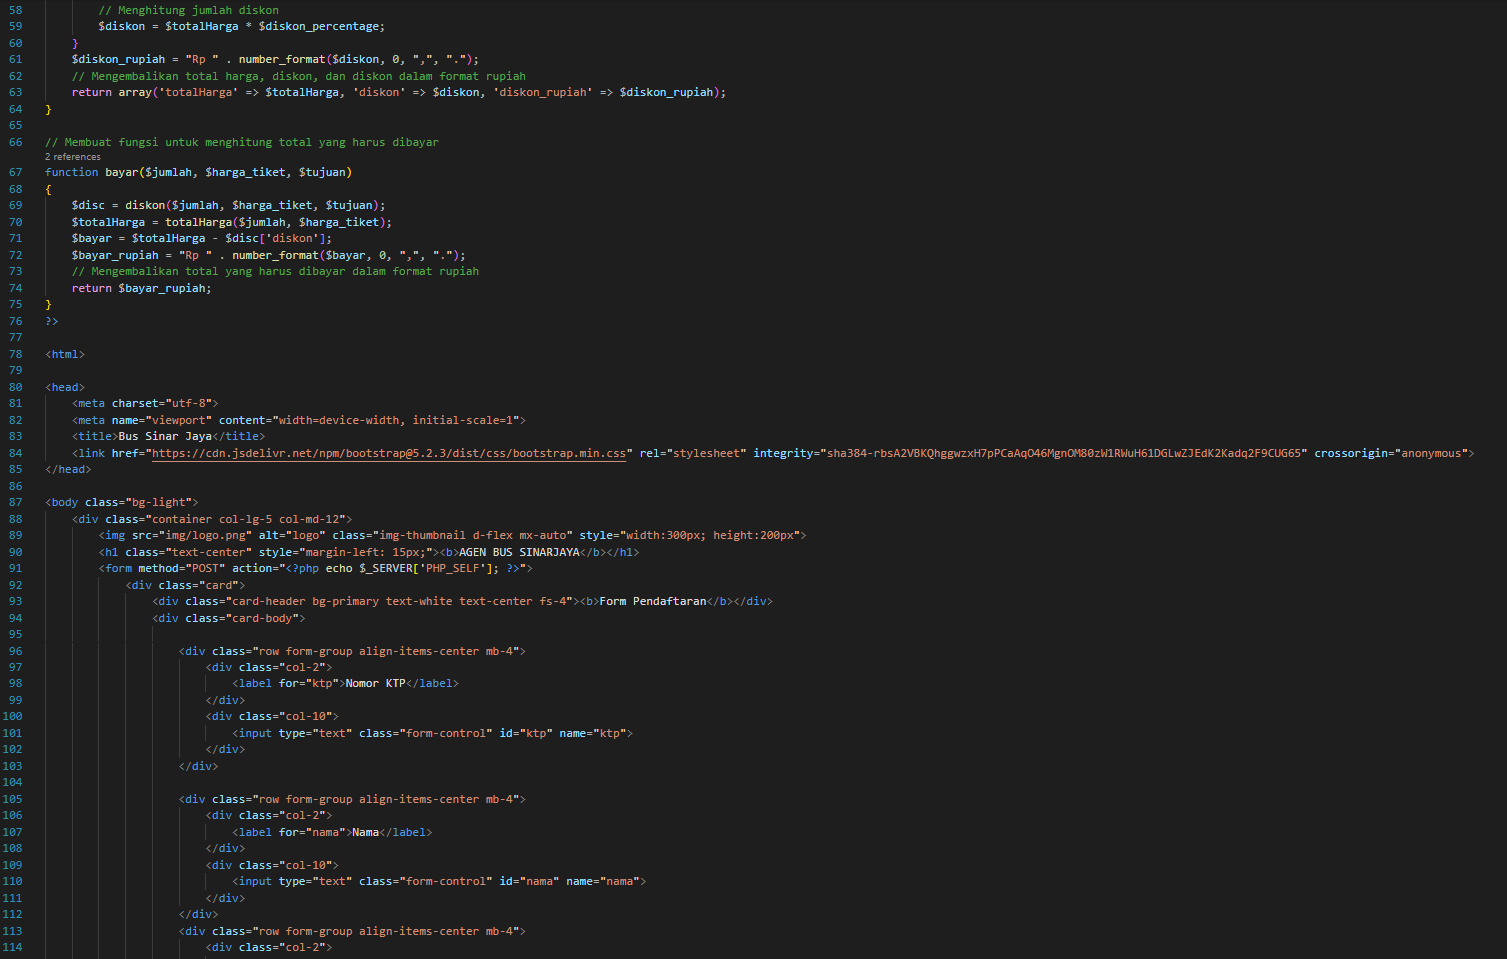 58 // Menghitung jumlah diskon
59 $diskon = $totalHarga * $diskon_percentage;
60 }
61 $diskon_rupiah = "Rp " . number_format($diskon, 0, ",", ".");
62 // Mengembalikan total harga, diskon, dan diskon dalam format rupiah
63 return array('totalHarga' => $totalHarga, 'diskon' => $diskon, 'diskon_rupiah' => $diskon_rupiah);
64 }
65
66 // Membuat fungsi untuk menghitung total yang harus dibayar
2 references
67 function bayar($jumlah, $harga_tiket, $tujuan)
68 {
69 $disc = diskon($jumlah, $harga_tiket, $tujuan);
70 $totalHarga = totalHarga($jumlah, $harga_tiket);
71 $bayar = $totalHarga - $disc['diskon'];
72 $bayar_rupiah = "Rp " . number_format($bayar, 0, ",", ".");
73 // Mengembalikan total yang harus dibayar dalam format rupiah
74 return $bayar_rupiah;
75 }
76 ?>
77
78 <html>
79
80 <head>
81 <meta charset="utf-8">
82 <meta name="viewport" content="width=device-width, initial-scale=1">
83 <title>Bus Sinar Jaya</title>
84 <link href="https://cdn.jsdelivr.net/npm/bootstrap@5.2.3/dist/css/bootstrap.min.css" rel="stylesheet" integrity="sha384-rbsA2VBKQhggwzxH7pPCaAqO46MgnOM80zW1RWuH61DGLwZJEdK2Kadq2F9CUG65" crossorigin="anonymous">
85 </head>
86
87 <body class="bg-light">
88 <div class="container col-lg-5 col-md-12">
89 <img src="img/logo.png" alt="logo" class="img-thumbnail d-flex mx-auto" style="width:300px; height:200px">
90 <h1 class="text-center" style="margin-left: 15px;"><b>AGEN BUS SINARJAYA</b></h1>
91 <form method="POST" action="<?php echo $_SERVER['PHP_SELF']; ?>">
92 <div class="card">
93 <div class="card-header bg-primary text-white text-center fs-4"><b>Form Pendaftaran</b></div>
94 <div class="card-body">
95
96 <div class="row form-group align-items-center mb-4">
97 <div class="col-2">
98 <label for="ktp">Nomor KTP</label>
99 </div>
100 <div class="col-10">
101 <input type="text" class="form-control" id="ktp" name="ktp">
102 </div>
103 </div>
104
105 <div class="row form-group align-items-center mb-4">
106 <div class="col-2">
107 <label for="nama">Nama</label>
108 </div>
109 <div class="col-10">
110 <input type="text" class="form-control" id="nama" name="nama">
111 </div>
112 </div>
113 <div class="row form-group align-items-center mb-4">
114 <div class="col-2">